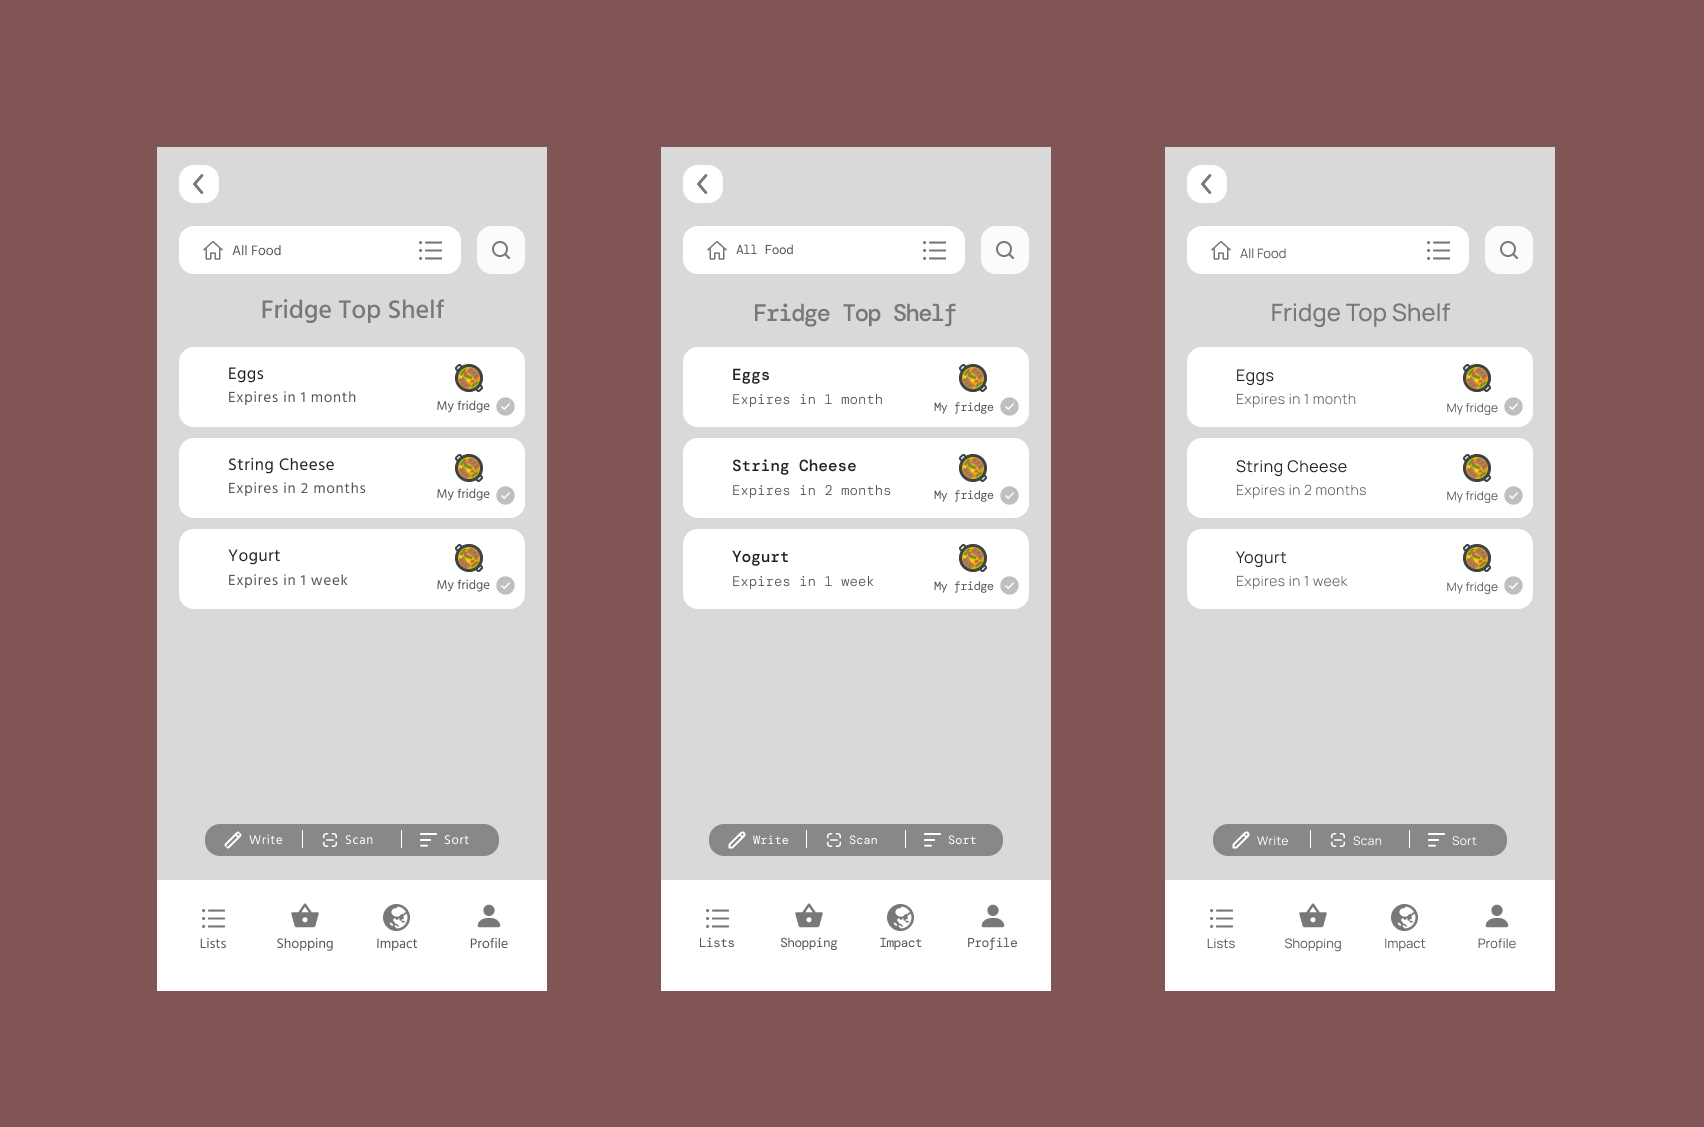 All Food
Fridge Top Shelf
Eggs
Expires in 1 month
My fridge
String Cheese
Expires in 2 months
My fridge
Yogurt
Expires in 1 week
My fridge
Write
Scan
Sort
Lists
Shopping
Impact
Profile
All Food
Fridge Top Shelf
Eggs
Expires in 1 month
My fridge
String Cheese
Expires in 2 months
My fridge
Yogurt
Expires in 1 week
My fridge
Write
Scan
Sort
Lists
Shopping
Impact
Profile
All Food
Fridge Top Shelf
Eggs
Expires in 1 month
My fridge
String Cheese
Expires in 2 months
My fridge
Yogurt
Expires in 1 week
My fridge
Write
Scan
Sort
Lists
Shopping
Impact
Profile